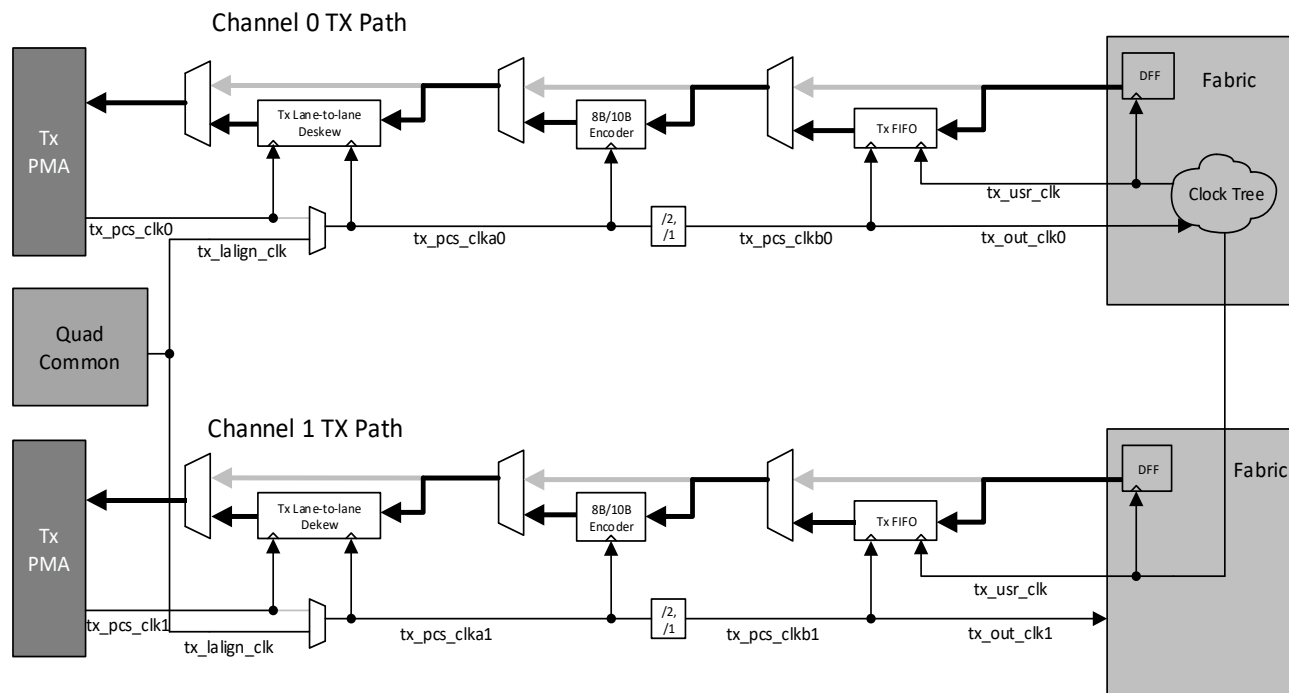 Channel 0 TX Path
Tx
PMA
Tx Lane-to-lane
Deskew
8B/10B
Encoder
Tx FIFO
DFF
Fabric
Clock Tree
tx_usr_clk
tx_pcs_clk0
tx_lalign_clk
tx_pcs_clka0
/2,
/1
tx_pcs_clkb0
tx_out_clk0
Quad
Common
Channel 1 TX Path
Tx
PMA
Tx Lane-to-lane
Dekew
8B/10B
Encoder
Tx FIFO
DFF
Fabric
tx_usr_clk
tx_pcs_clk1
tx_lalign_clk
tx_pcs_clka1
/2,
/1
tx_pcs_clkb1
tx_out_clk1